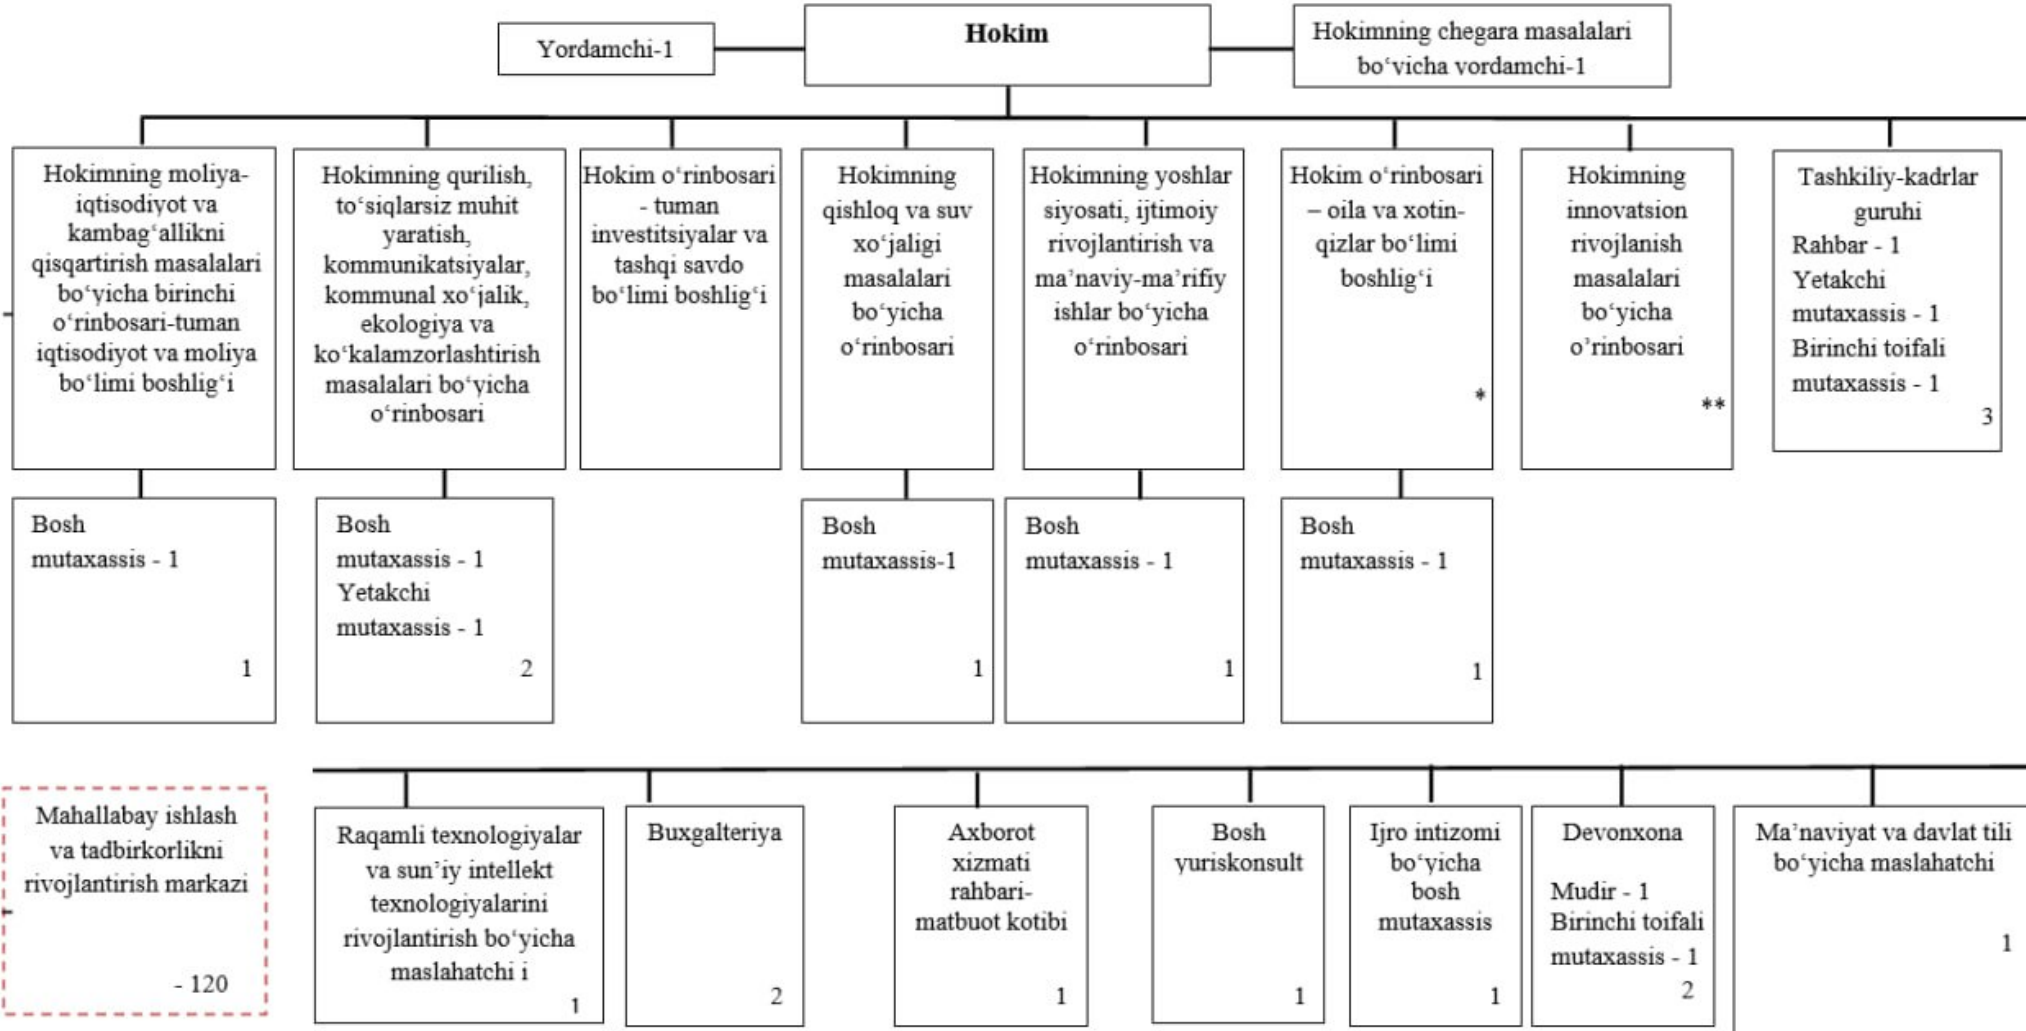 Hokim
Yordamchi-1
Hokimning chegara masalalari
bo‘yicha yordamchi-1
Hokimning moliya-
iqtisodiyot va
kambag‘allikni
qisqartirish masalalari
bo‘yicha birinchi
o‘rinbosari-tuman
iqtisodiyot va moliya
bo‘limi boshlig‘i
Hokimning qurilish,
to‘siqlarsiz muhit
yaratish,
kommunikatsiyalar,
kommunal xo‘jalik,
ekologiya va
ko‘kalamzorlashtirish
masalalari bo‘yicha
o‘rinbosari
Hokim o‘rinbosari
- tuman
investitsiyalar va
tashqi savdo
bo‘limi boshlig‘i
Hokimning
qishloq va suv
xo‘jaligi
masalalari
bo‘yicha
o‘rinbosari
Hokimning yoshlar
siyosati, ijtimoiy
rivojlantirish va
ma’naviy-ma’rifiy
ishlar bo‘yicha
o‘rinbosari
Hokim o‘rinbosari
– oila va xotin-
qizlar bo‘limi
boshlig‘i
*
Hokimning
innovatsion
rivojlanish
masalalari
bo‘yicha
o’rinbosari
**
Tashkiliy-kadrlar
guruhi
Rahbar - 1
Yetakchi
mutaxassis - 1
Birinchi toifali
mutaxassis - 1
3
Bosh
mutaxassis - 1
1
Bosh
mutaxassis - 1
Yetakchi
mutaxassis - 1
2
Bosh
mutaxassis-1
1
Bosh
mutaxassis - 1
1
Bosh
mutaxassis - 1
1
Mahallabay ishlash
va tadbirkorlikni
rivojlantirish markazi
- 120
Raqamli texnologiyalar
va sun’iy intellekt
texnologiyalarini
rivojlantirish bo‘yicha
maslahatchi i
1
Buxgalteriya
2
Axborot
xizmati
rahbari-
matbuot kotibi
1
Bosh
yuriskonsult
1
Ijro intizomi
bo‘yicha
bosh
mutaxassis
1
Devonxona
Mudir - 1
Birinchi toifali
mutaxassis - 1
2
Ma’naviyat va davlat tili
bo‘yicha maslahatchi
1